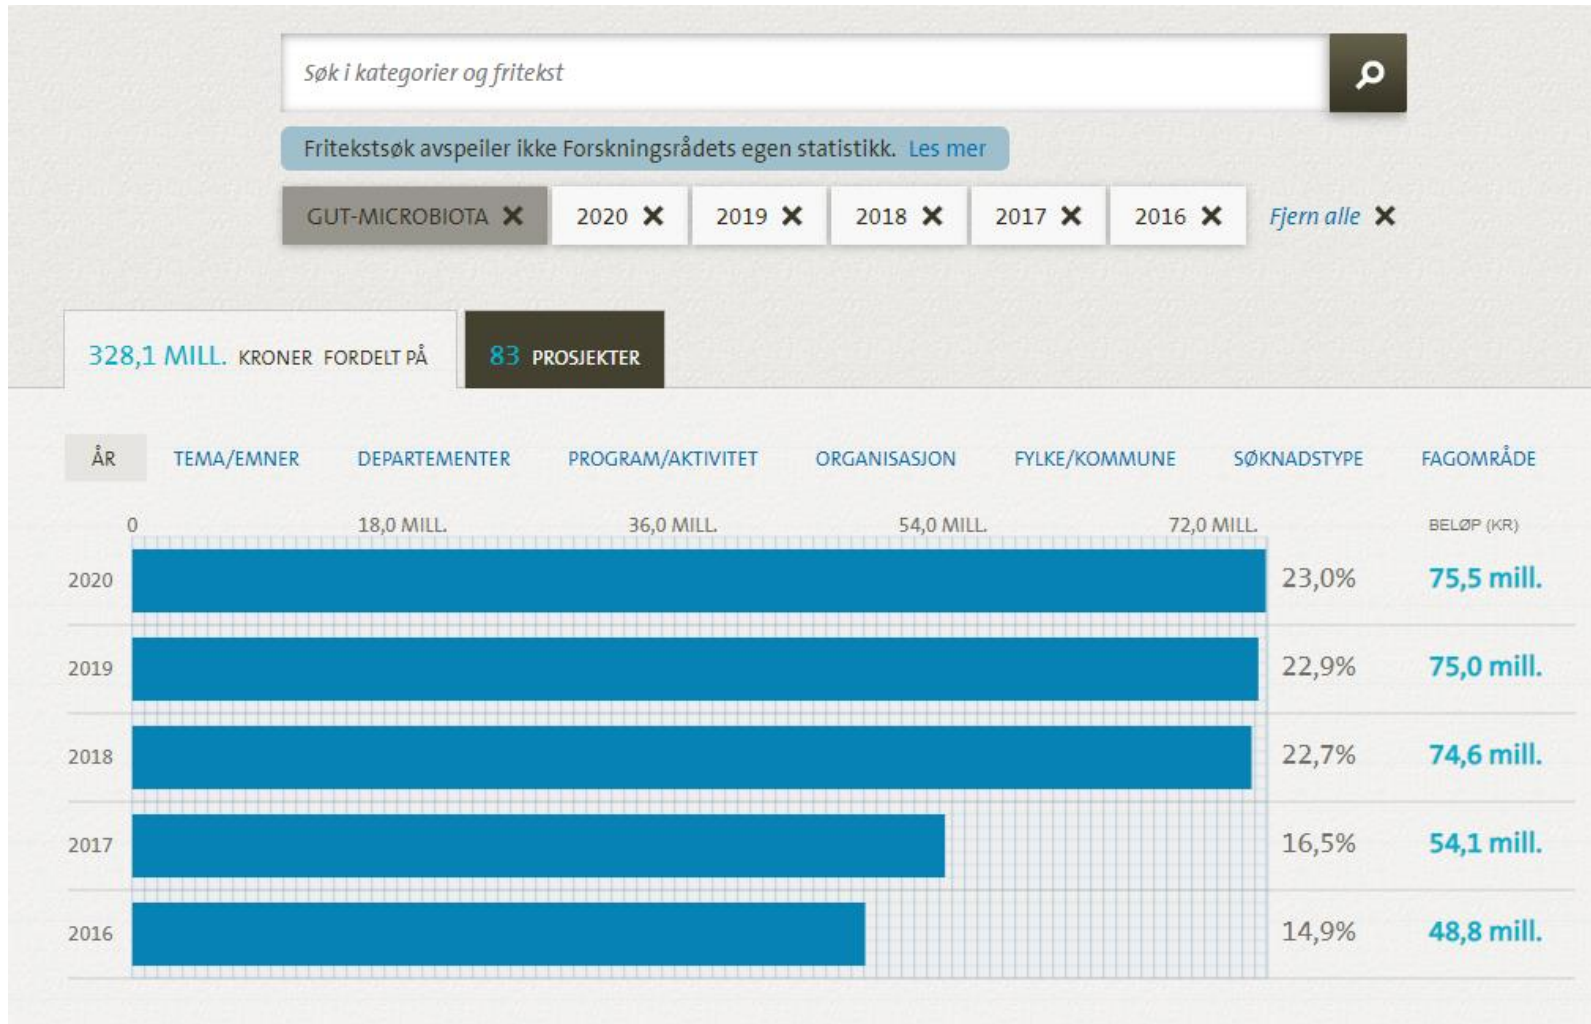 Søk i kategorier og fritekst
Fritekstsøk avspeiler ikke Forskningsrådets egen statistikk. Les mer
GUT-MICROBIOTA 2020 2019 2018 2017 2016 Fjern alle
328,1 MILL. KRONER FORDELT PÅ 83 PROSJEKTER
ÅR TEMA/EMNER DEPARTEMENTER PROGRAM/AKTIVITET ORGANISASJON FYLKE/KOMMUNE SØKNADSTYPE FAGOMRÅDE
0 18,0 MILL. 36,0 MILL. 54,0 MILL. 72,0 MILL. BELØP (KR)
2020 23,0% 75,5 mill.
2019 22,9% 75,0 mill.
2018 22,7% 74,6 mill.
2017 16,5% 54,1 mill.
2016 14,9% 48,8 mill.